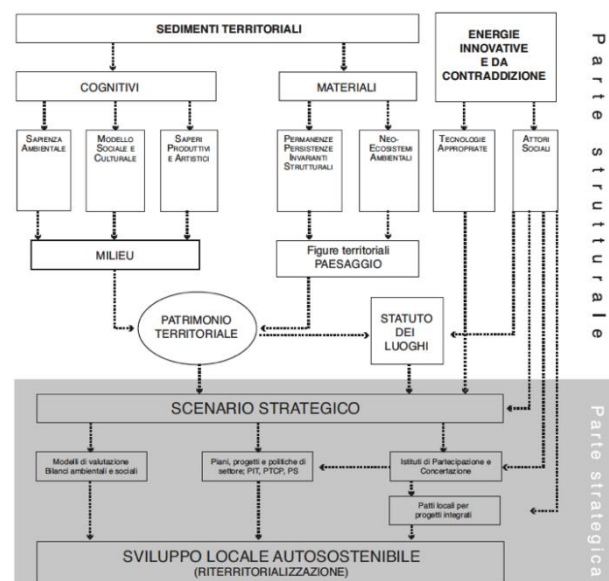 SEDIMENTI TERRITORIALI
ENERGIE
INNOVATIVE
E DA
CONTRADDIZIONE
COGNITIVI
MATERIALI
SAPIENZA
AMBIENTALE
MODELLO
SOCIALE E
CULTURALE
SAPERI
PRODUTTIVI
E ARTISTICI
PERMANENZE
PERSISTENZE
INVARIANTI
STRUTTURALI
NEO-
ECOSISTEMI
AMBIENTALI
TECNOLOGIE
APPROPRIATE
ATTORI
SOCIALI
MILIEU
Figure territoriali
PAESAGGIO
PATRIMONIO
TERRITORIALE
STATUTO
DEI
LUOGHI
Parte strutturale
SCENARIO STRATEGICO
Modelli di valutazione
Bilanci ambientali e sociali
Piani, progetti e politiche di
settore; PIT, PTCP, PS
Istituti di Partecipazione e
Concertazione
Patti locali per
progetti integrati
SVILUPPO LOCALE AUTOSOSTENIBILE
(RITERRITORIALIZZAZIONE)
Parte strategica